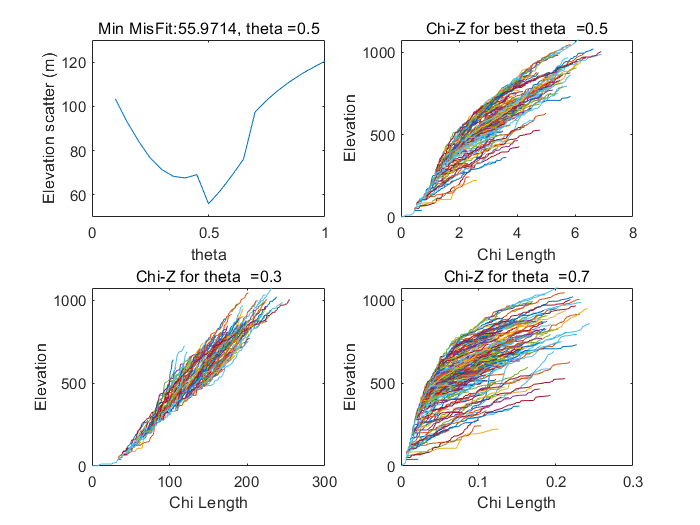 Min MisFit:55.9714, theta =0.5
Elevation scatter (m)
120
100
80
60
0
0.5
1
theta
Chi-Z for best theta  =0.5
Elevation
1000
500
0
0
2
4
6
8
Chi Length
Chi-Z for theta  =0.3
Elevation
1000
500
0
0
100
200
300
Chi Length
Chi-Z for theta  =0.7
Elevation
1000
500
0
0
0.1
0.2
0.3
Chi Length